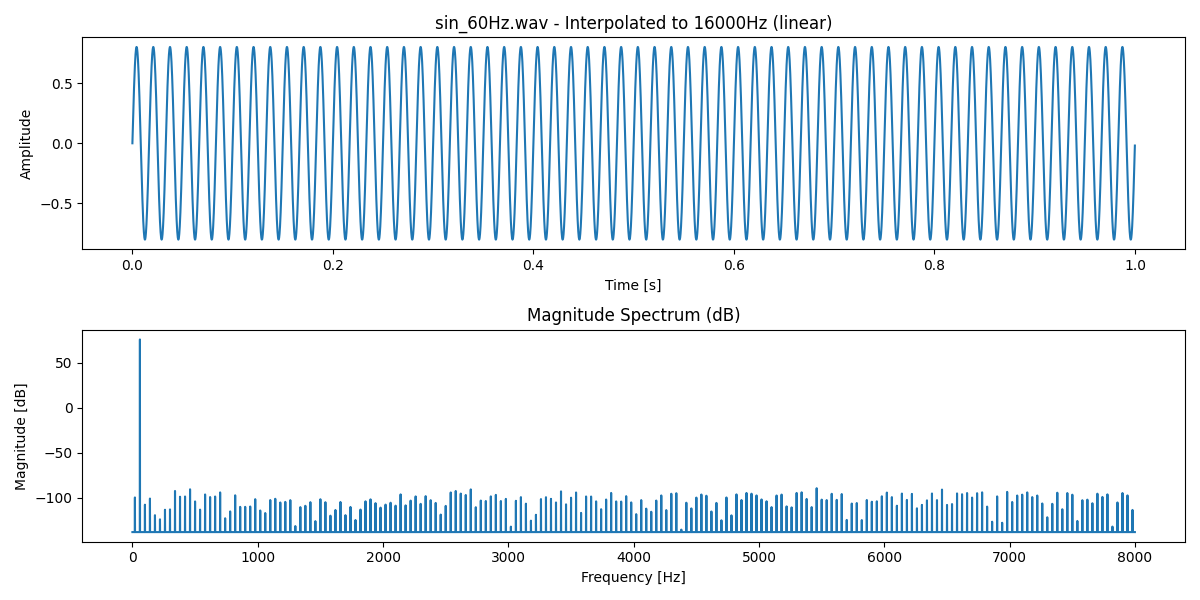 sin_60Hz.wav - Interpolated to 16000Hz (linear)
0.5
0.0
−0.5
Amplitude
0.0 0.2 0.4 0.6 0.8 1.0
Time [s]
Magnitude Spectrum (dB)
50
0
−50
−100
Magnitude [dB]
0 1000 2000 3000 4000 5000 6000 7000 8000
Frequency [Hz]